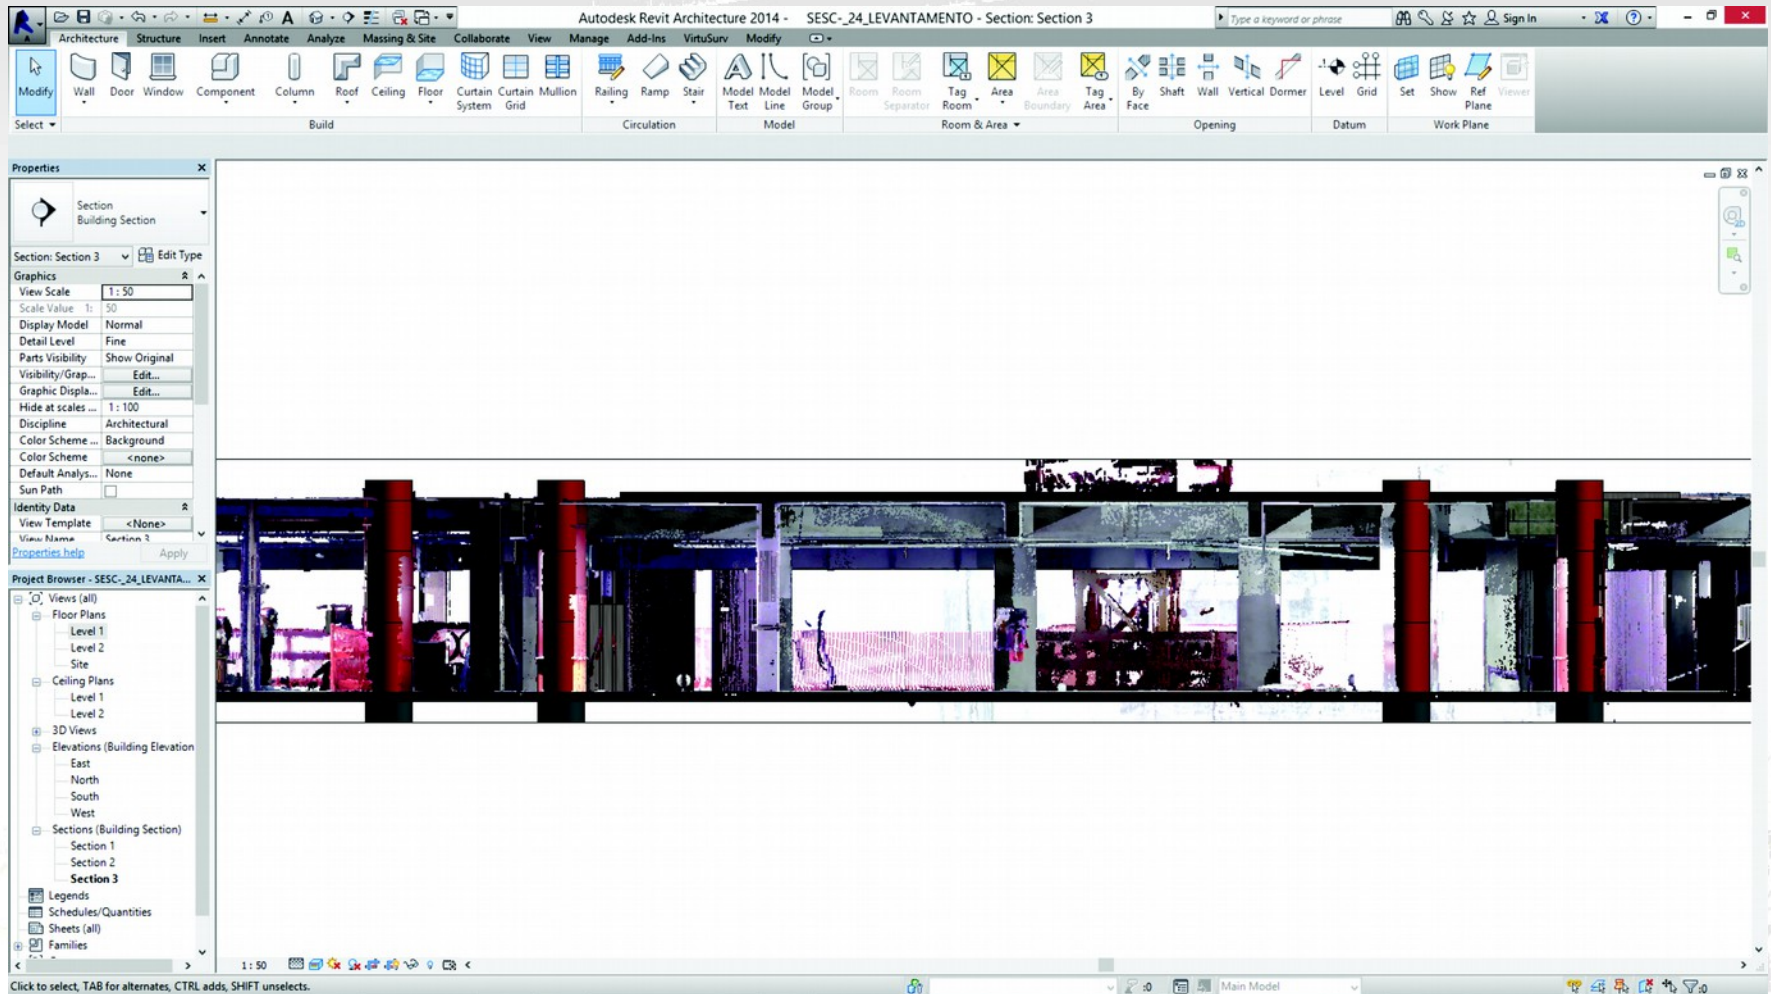 Autodesk Revit Architecture 2014 - SESC-_24_LEVANTAMENTO - Section: Section 3
Type a keyword or phrase
Sign In
Architecture Structure Insert Annotate Analyze Massing & Site Collaborate View Manage Add-Ins VirtuSurv Modify
Modify Wall Door Window Component Column Roof Ceiling Floor Curtain System Curtain Grid Mullion Railing Ramp Stair Model Text Model Line Model Group Room Room Separator Tag Room Area Area Boundary Tag Area By Face Shaft Wall Vertical Dormer Level Grid Set Show Ref Plane Viewer
Select Build Circulation Model Room & Area Opening Datum Work Plane
Properties
Section
Building Section
Section: Section 3 Edit Type
Graphics
View Scale 1 : 50
Scale Value 1: 50
Display Model Normal
Detail Level Fine
Parts Visibility Show Original
Visibility/Grap... Edit...
Graphic Displa... Edit...
Hide at scales ... 1 : 100
Discipline Architectural
Color Scheme ... Background
Color Scheme <none>
Default Analys... None
Sun Path
Identity Data
View Template <None>
View Name Section 3
Properties help Apply
Project Browser - SESC-_24_LEVANTA...
Views (all)
Floor Plans
Level 1
Level 2
Site
Ceiling Plans
Level 1
Level 2
3D Views
Elevations (Building Elevation
East
North
South
West
Sections (Building Section)
Section 1
Section 2
Section 3
Legends
Schedules/Quantities
Sheets (all)
Families
1 : 50
Click to select, TAB for alternates, CTRL adds, SHIFT unselects.
:0
Main Model
:0